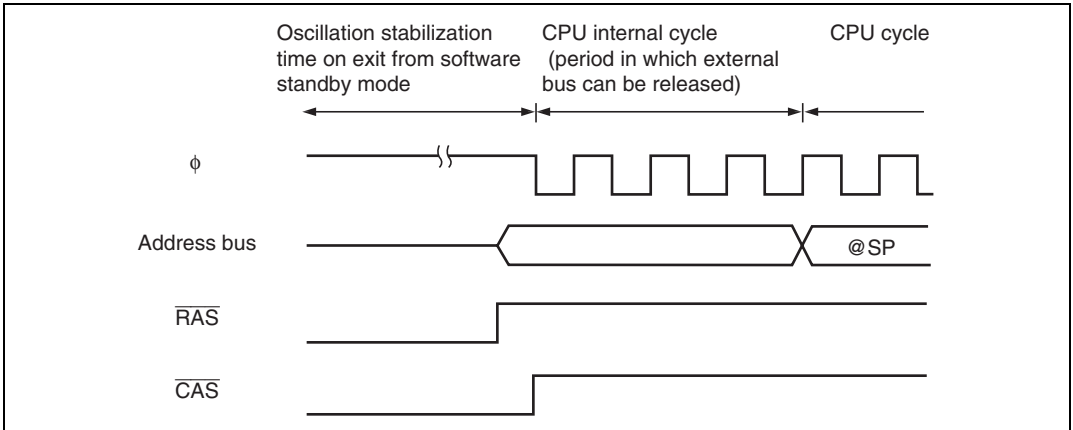 Oscillation stabilization
time on exit from software
standby mode
CPU internal cycle
(period in which external
bus can be released)
CPU cycle
ϕ
Address bus
@SP
RAS
CAS